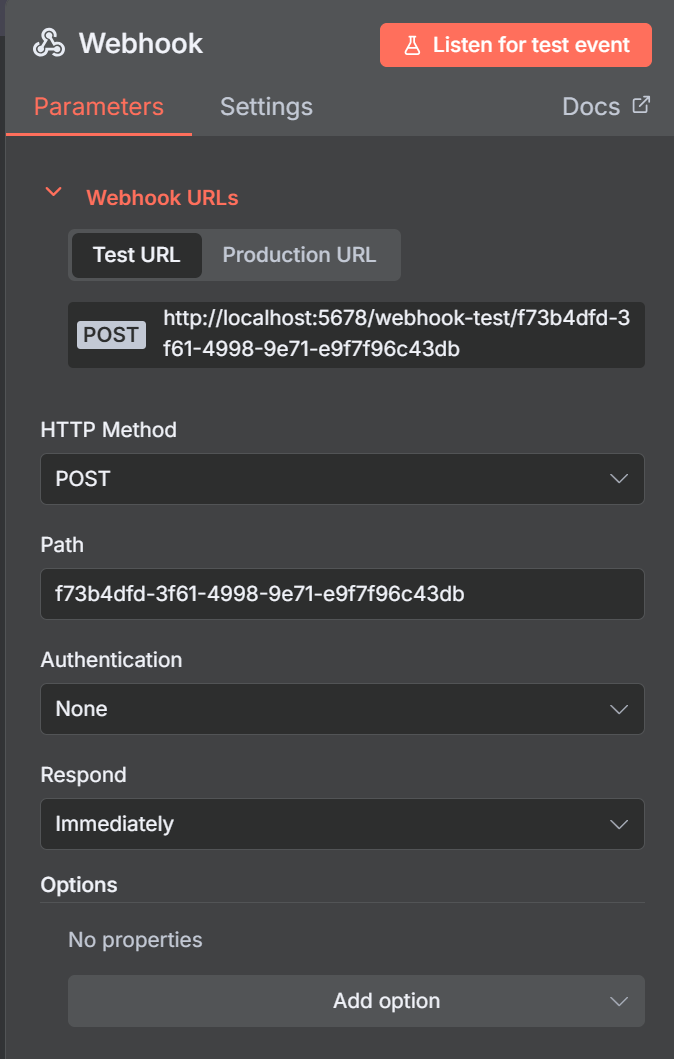 Webhook
Listen for test event
Parameters
Settings
Docs
Webhook URLs
Test URL
Production URL
POST
http://localhost:5678/webhook-test/f73b4dfd-3
f61-4998-9e71-e9f7f96c43db
HTTP Method
POST
Path
f73b4dfd-3f61-4998-9e71-e9f7f96c43db
Authentication
None
Respond
Immediately
Options
No properties
Add option